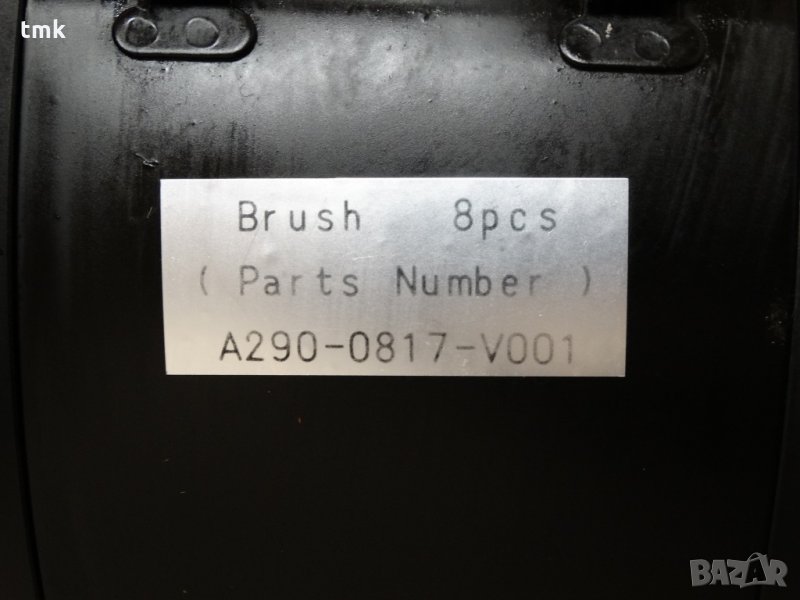 tmk
Brush 8pcs
( Parts Number )
A290-0817-V001
BAZAR